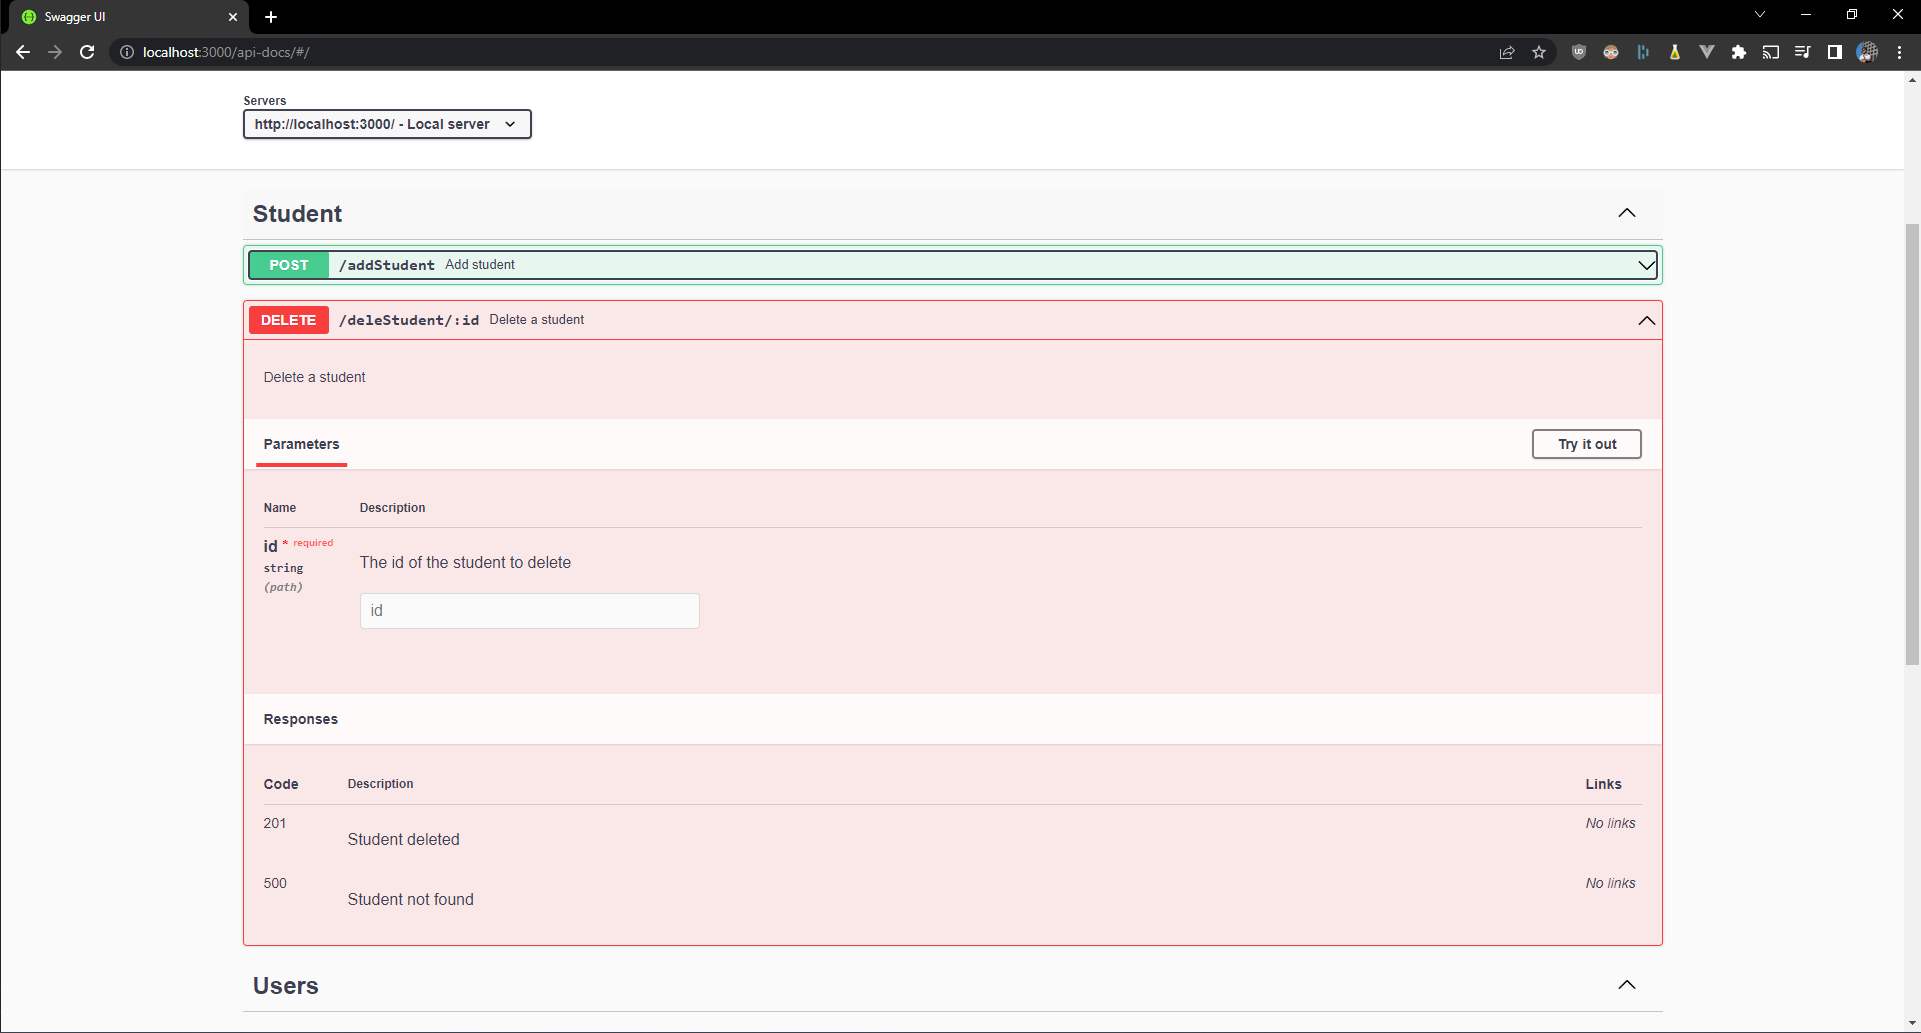 Swagger UI
localhost:3000/api-docs/#/
Servers
http://localhost:3000/ - Local server
Student
POST /addStudent Add student
DELETE /deleStudent/:id Delete a student
Delete a student
Parameters Try it out
Name Description
id * required
string
(path)
The id of the student to delete
id
Responses
Code Description Links
201 Student deleted No links
500 Student not found No links
Users